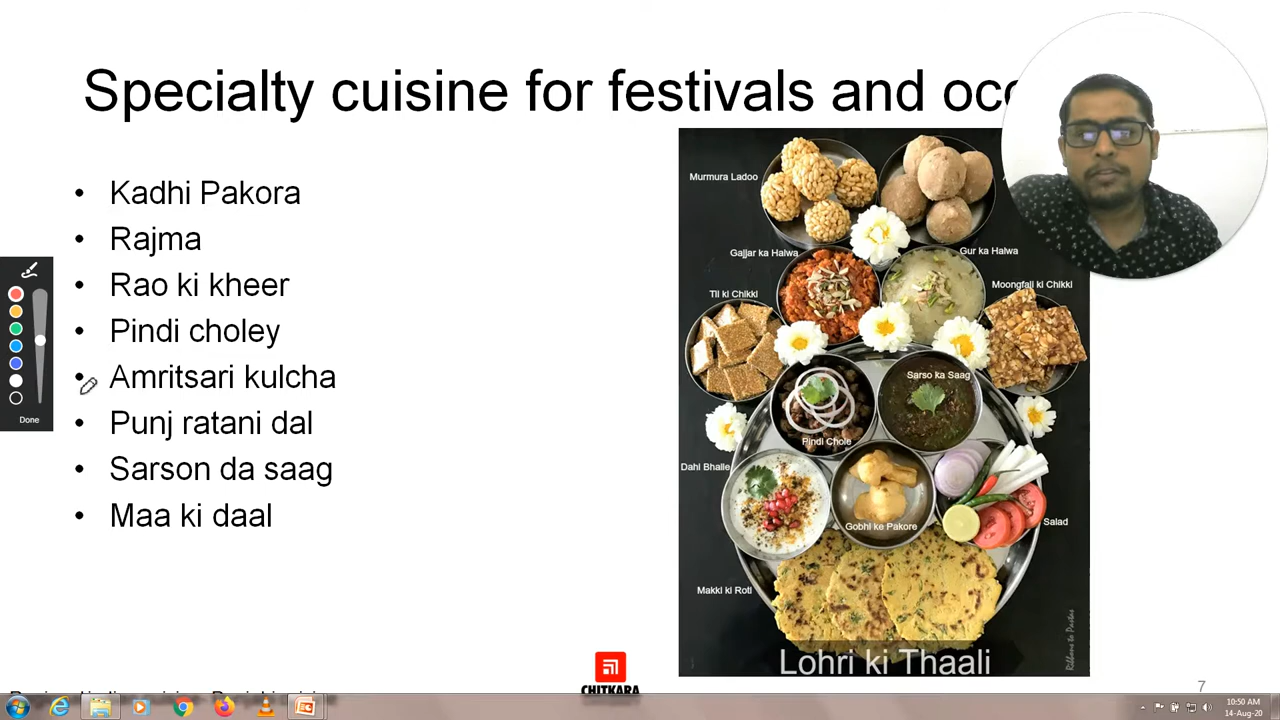 Specialty cuisine for festivals and occ
• Kadhi Pakora
• Rajma
• Rao ki kheer
• Pindi choley
• Amritsari kulcha
• Punj ratani dal
• Sarson da saag
• Maa ki daal
Murmura Ladoo
Gajjar ka Halwa
Gur ka Halwa
Til ki Chikki
Moongfali ki Chikki
Sarso ka Saag
Pindi Chole
Dahi Bhalle
Gobhi ke Pakore
Salad
Makki ki Roti
Lohri ki Thaali
Ribbons to Pastas
Done
CHITKARA
7
10:50 AM
14-Aug-20